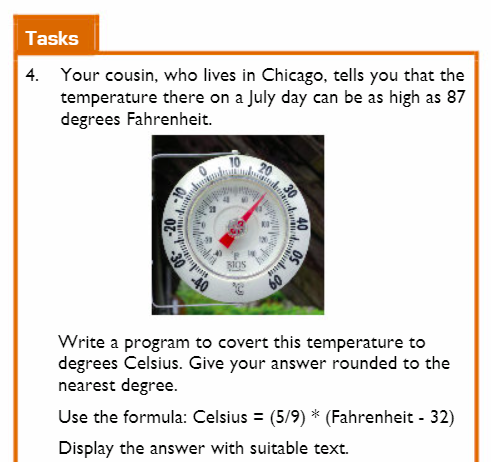 Tasks
4. Your cousin, who lives in Chicago, tells you that the
temperature there on a July day can be as high as 87
degrees Fahrenheit.
-40 -30 -20 -10 0 10 20 30 40 50 60
°C
°F
BIOS
Write a program to covert this temperature to
degrees Celsius. Give your answer rounded to the
nearest degree.
Use the formula: Celsius = (5/9) * (Fahrenheit - 32)
Display the answer with suitable text.